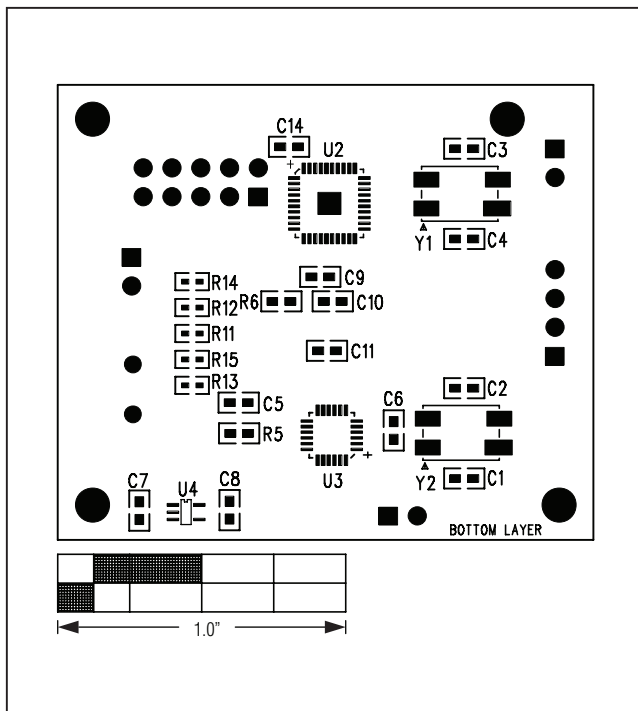 C14
U2
C3
+
Y1
C4
R14
C9
R12
R6
C10
R11
C11
R15
R13
C2
C5
C6
R5
+
U3
Y2
C1
C7
U4
C8
BOTTOM LAYER
1.0"